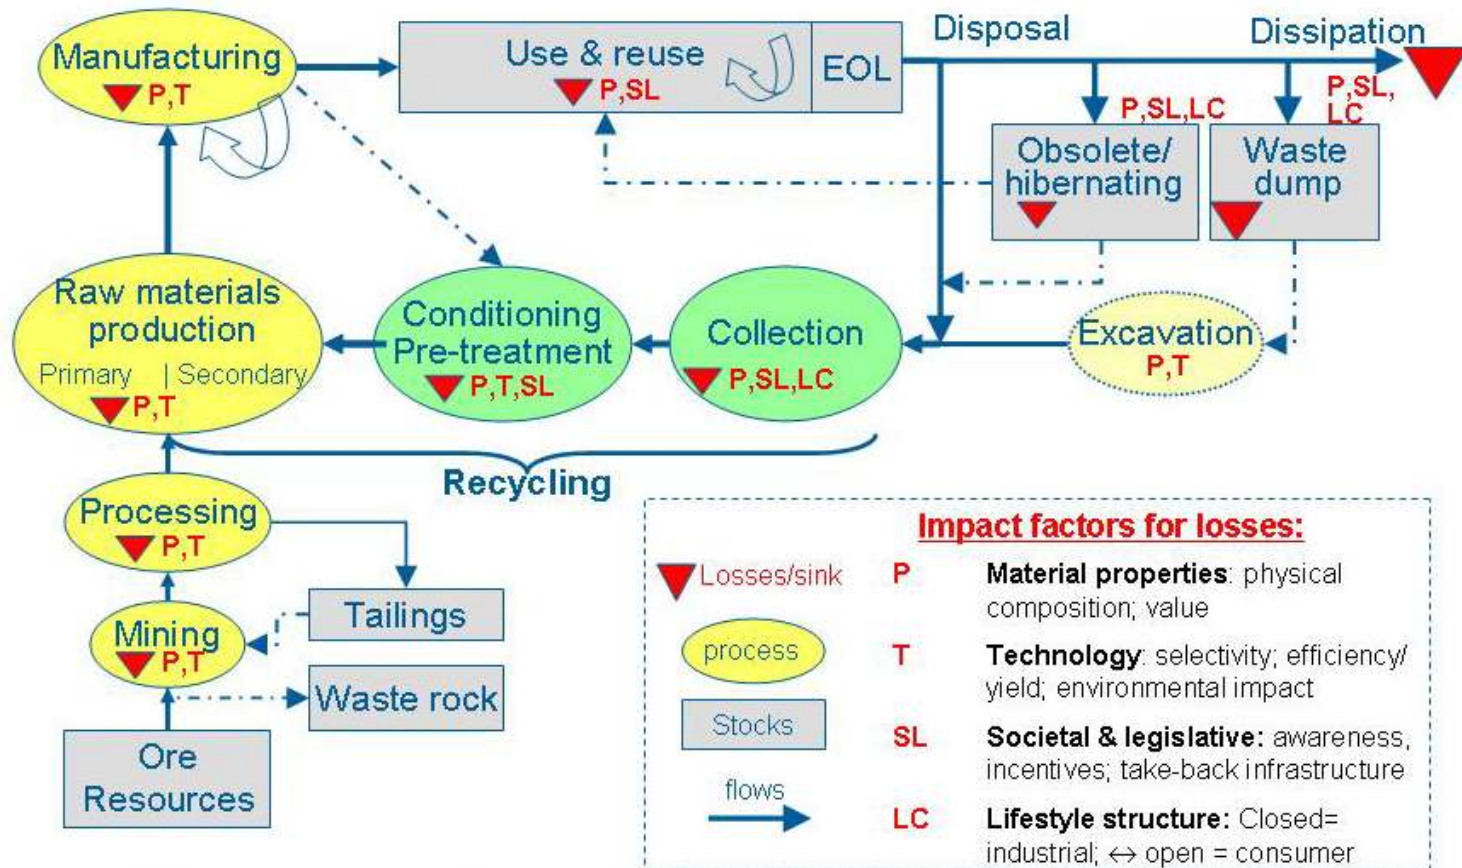 Manufacturing
P,T
Use & reuse
P,SL
EOL
Disposal
Dissipation
P,SL,
LC
P,SL,LC
Obsolete/
hibernating
Waste
dump
Raw materials
production
Primary | Secondary
P,T
Conditioning
Pre-treatment
P,T,SL
Collection
P,SL,LC
Excavation
P,T
Recycling
Processing
P,T
Tailings
Mining
P,T
Waste rock
Ore
Resources
Impact factors for losses:
Losses/sink
P Material properties: physical
composition; value
process
T Technology: selectivity; efficiency/
yield; environmental impact
Stocks
SL Societal & legislative: awareness,
incentives; take-back infrastructure
flows
LC Lifestyle structure: Closed=
industrial; ↔ open = consumer